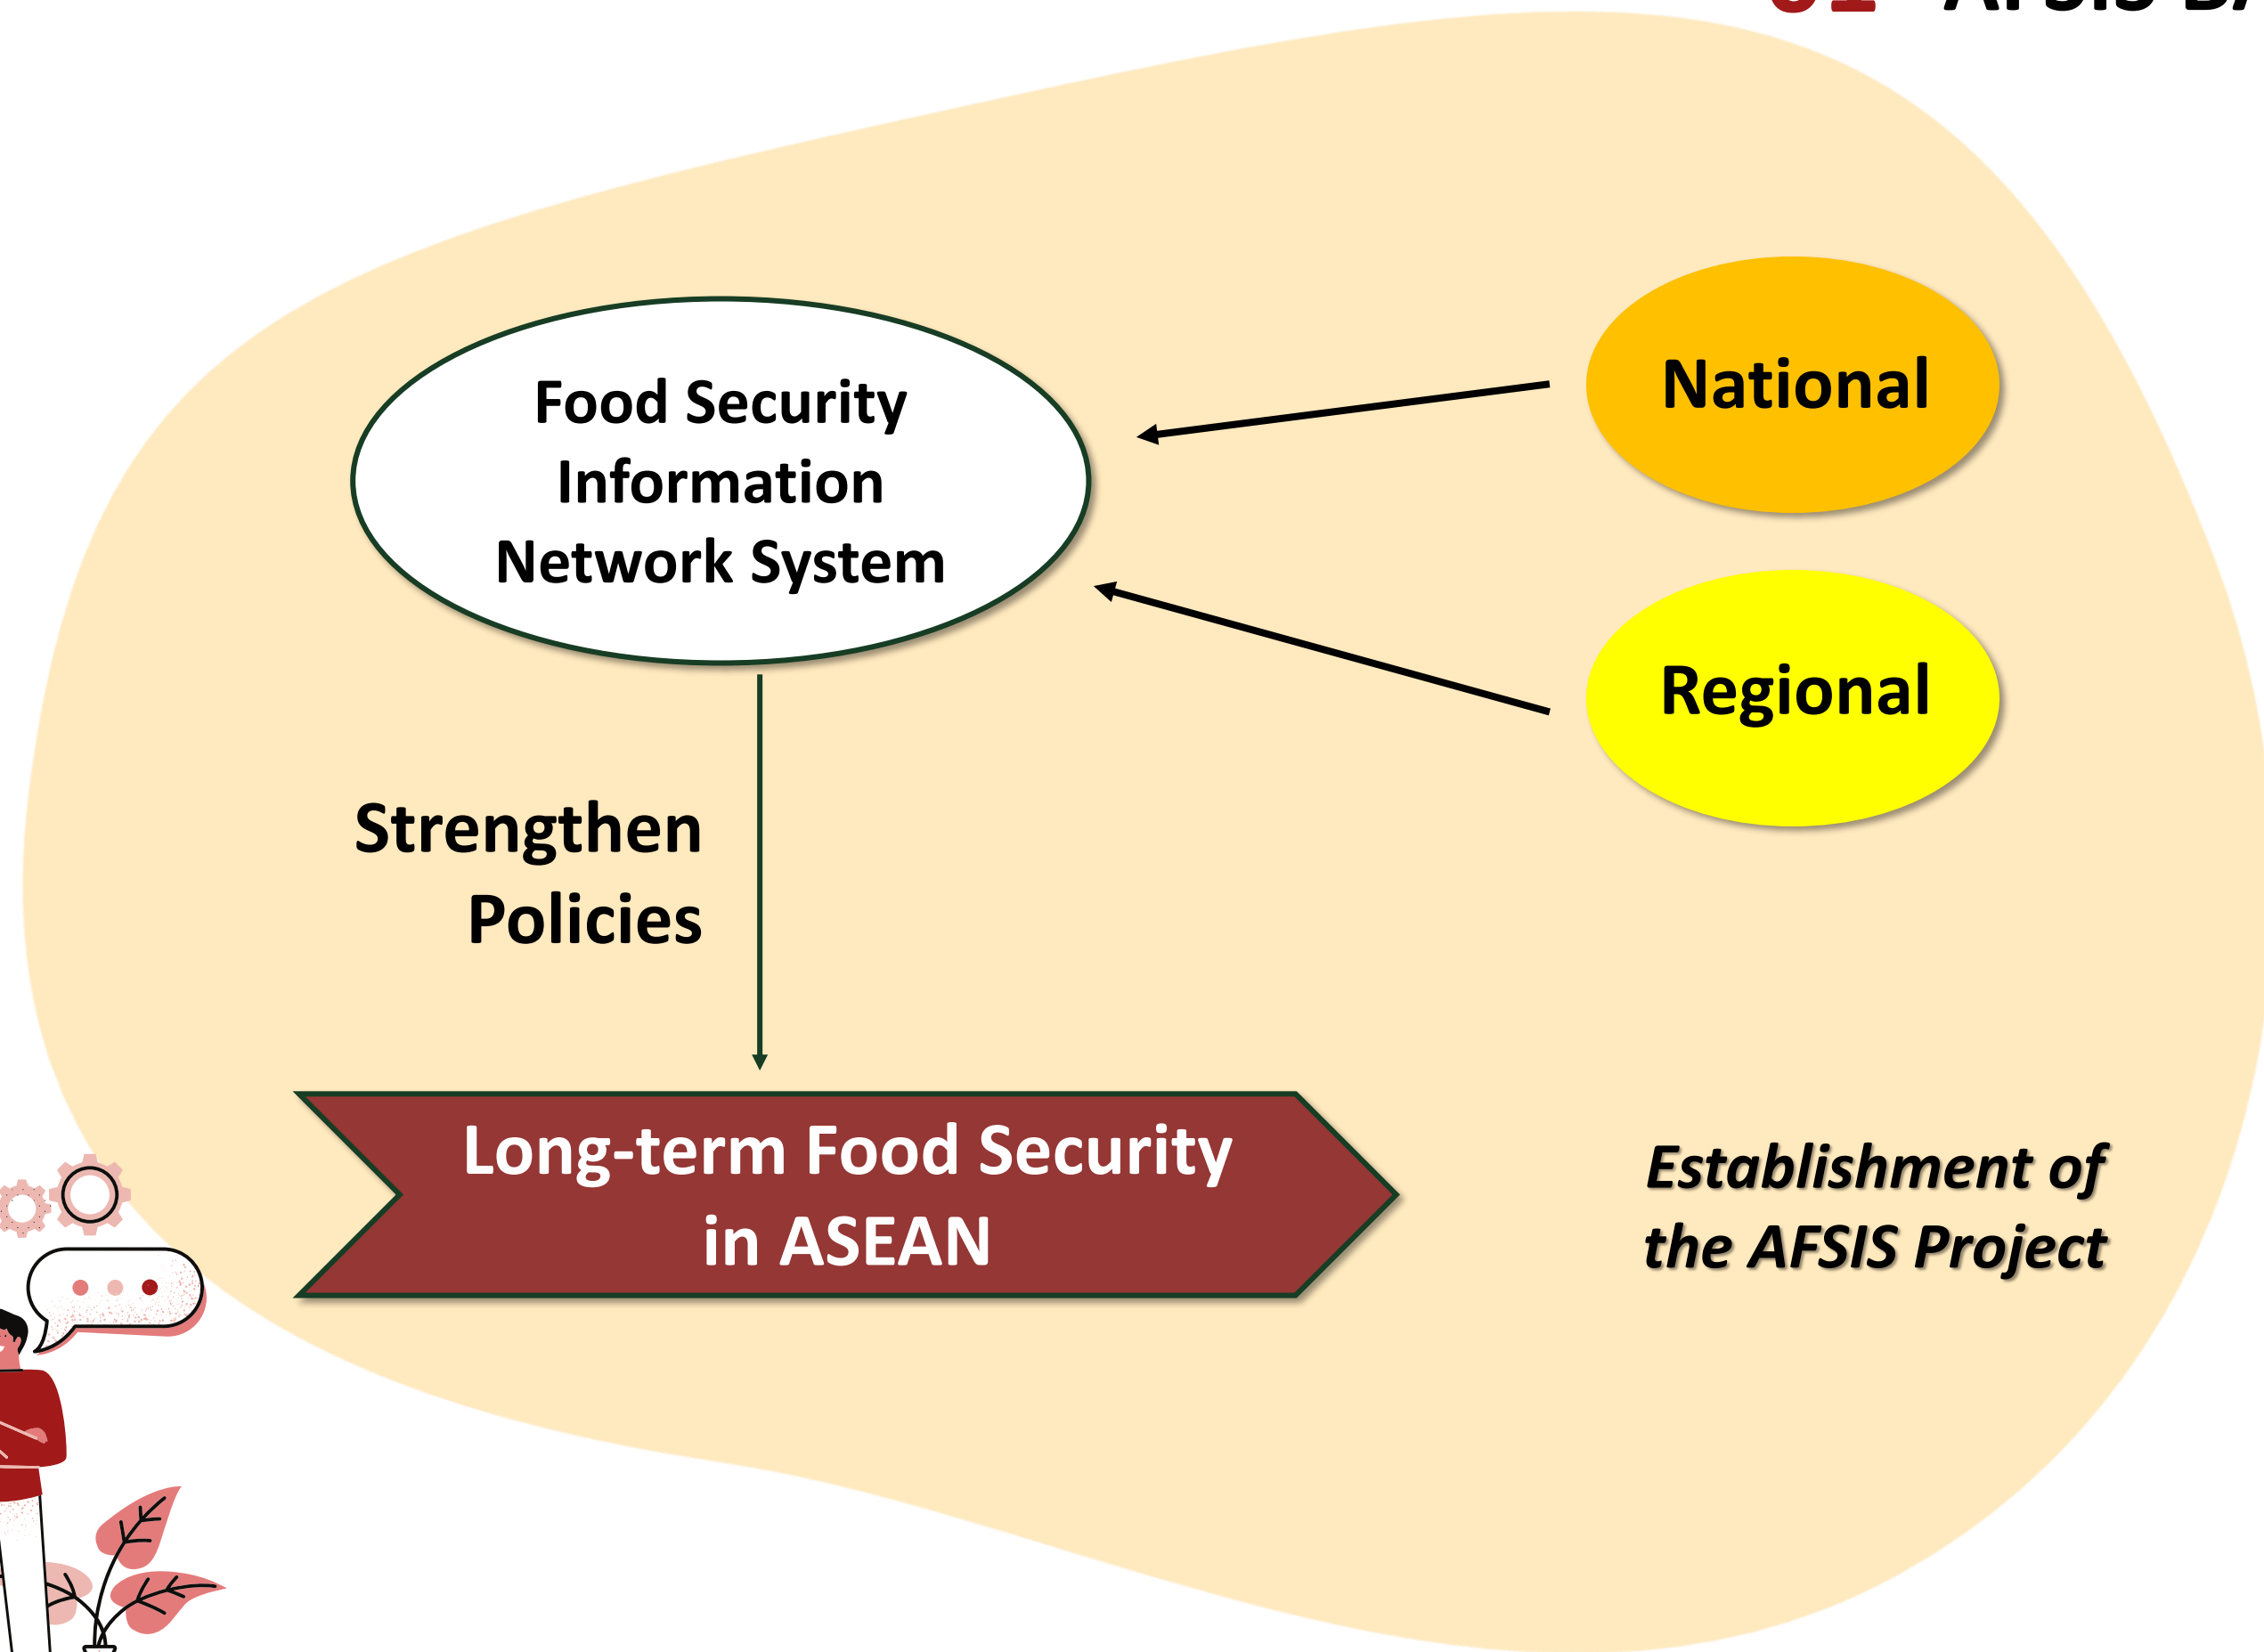 AFSIS
Food Security
Information
Network System
National
Regional
Strengthen
Policies
Long-term Food Security
in ASEAN
Establishment of
the AFSIS Project